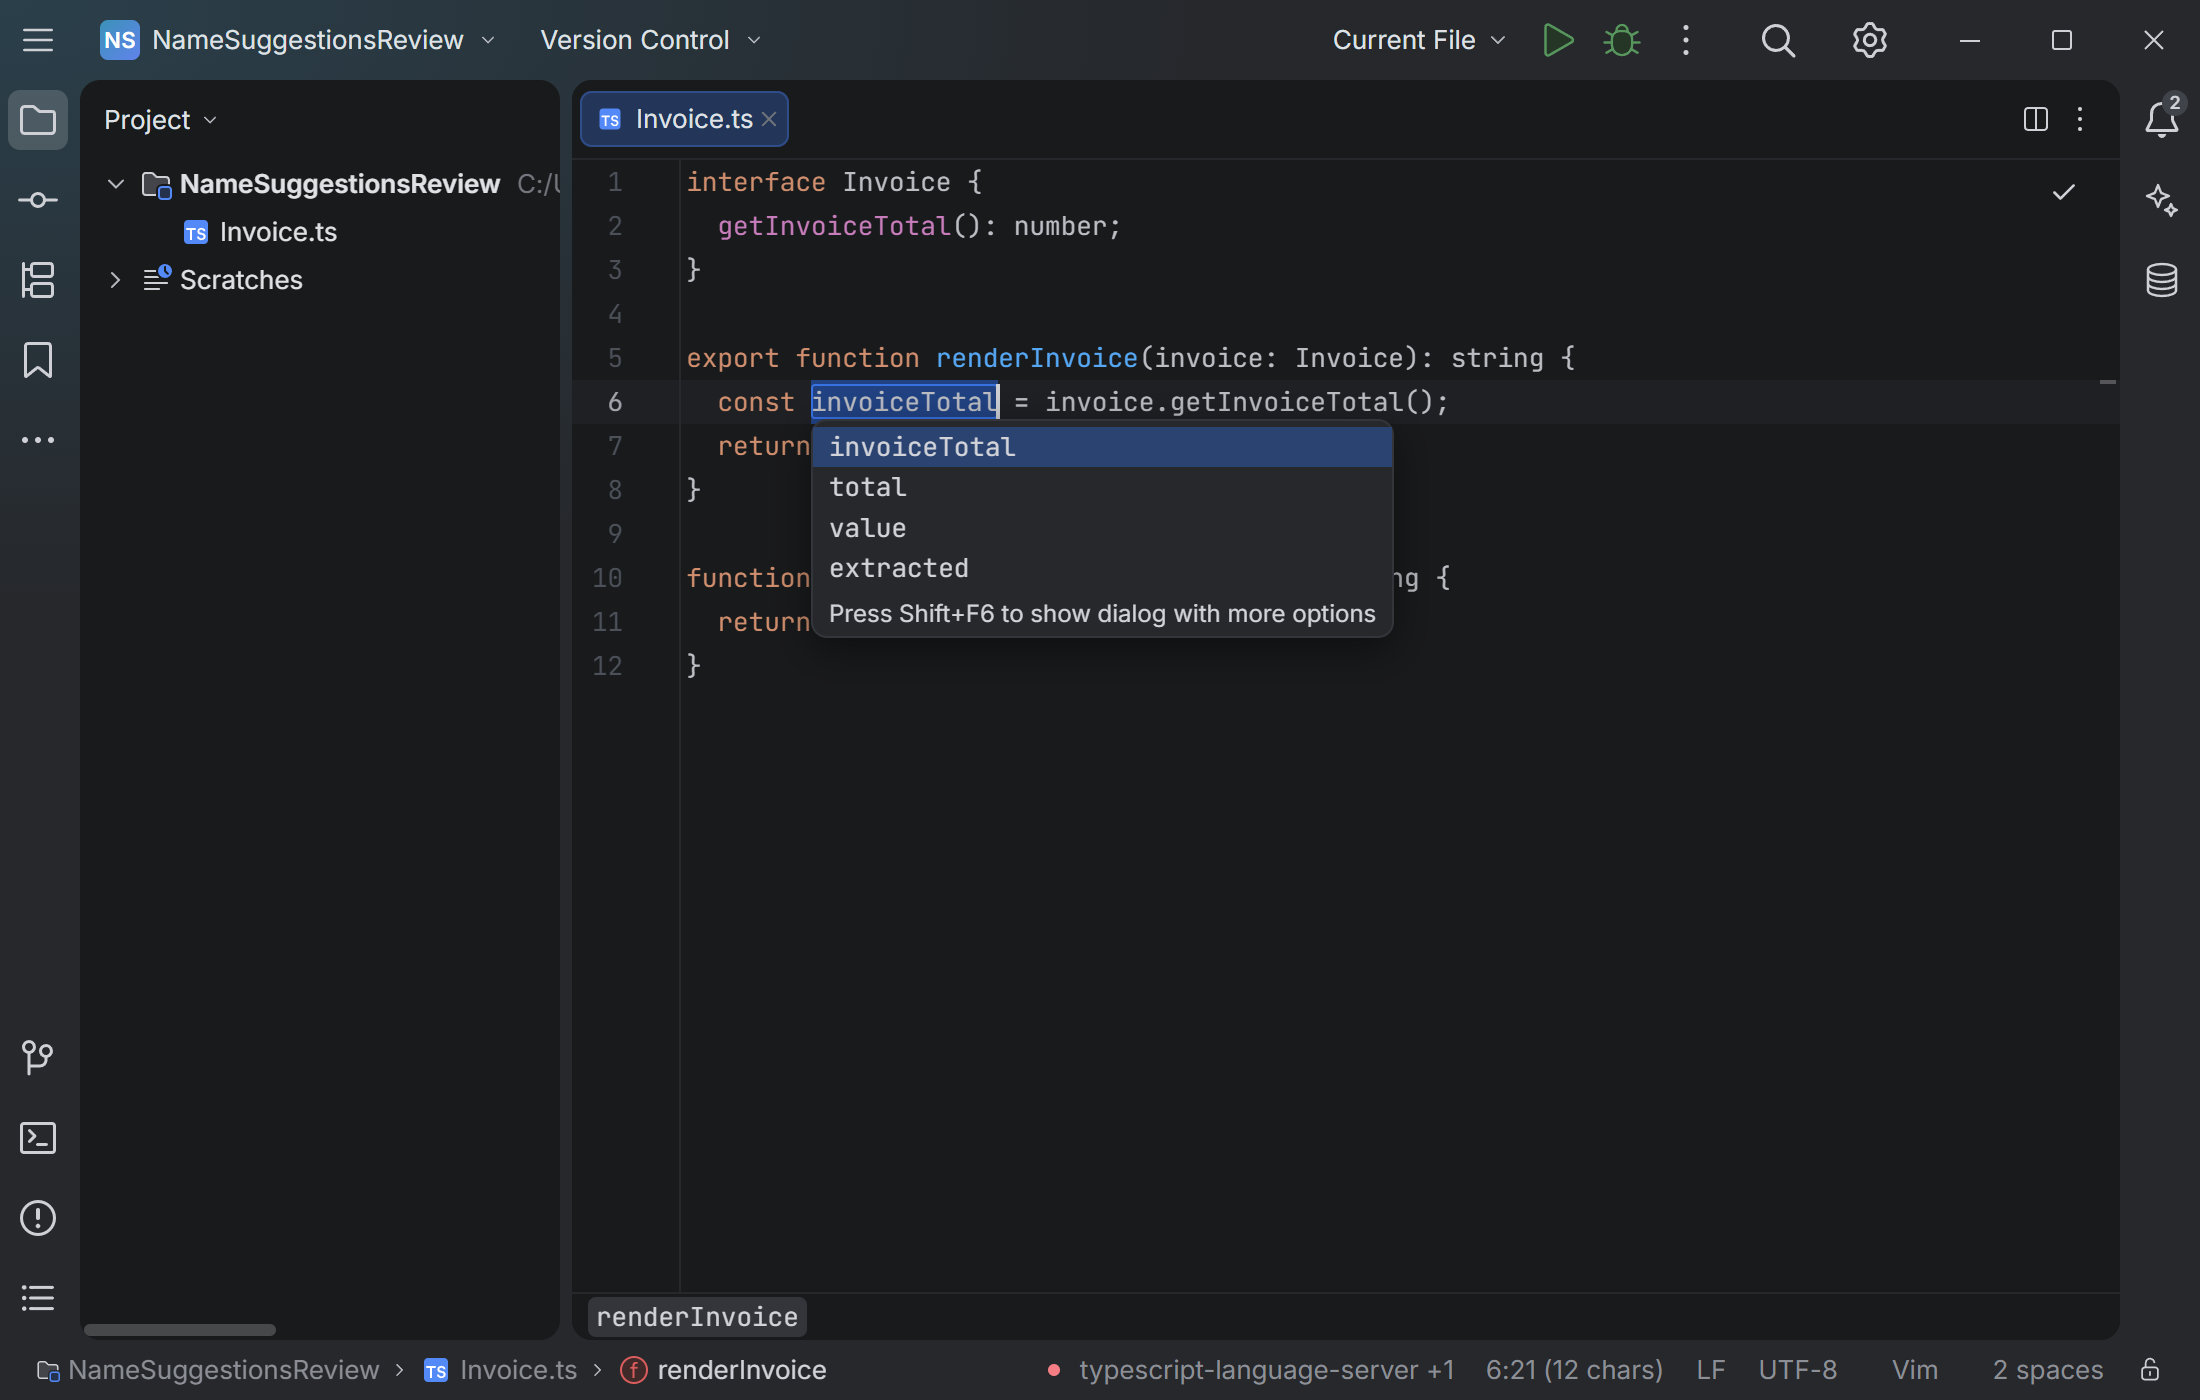 NS NameSuggestionsReview Version Control Current File
Project
NameSuggestionsReview C:/U
TS Invoice.ts
Scratches
TS Invoice.ts
2
1 interface Invoice {
2 getInvoiceTotal(): number;
3 }
4
5 export function renderInvoice(invoice: Invoice): string {
6 const invoiceTotal = invoice.getInvoiceTotal();
7 return
8 }
9
10 function ng {
11 return
12 }
invoiceTotal
total
value
extracted
Press Shift+F6 to show dialog with more options
renderInvoice
NameSuggestionsReview TS Invoice.ts f renderInvoice typescript-language-server +1 6:21 (12 chars) LF UTF-8 Vim 2 spaces